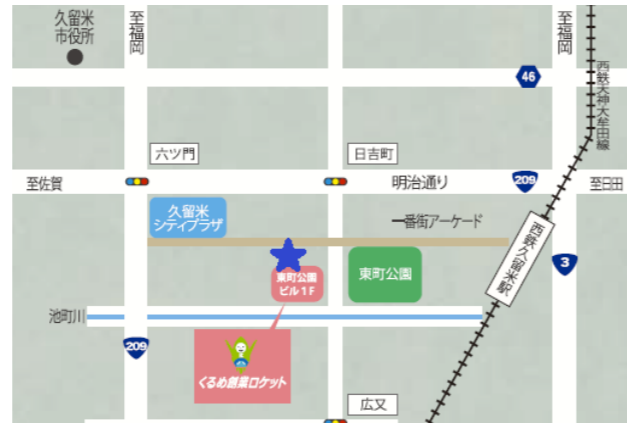 久留米
市役所
至福岡
至福岡
46
西鉄天神大牟田線
六ツ門
日吉町
至佐賀
明治通り
209
至日田
久留米
シティプラザ
一番街アーケード
西鉄久留米駅
東町公園
3
東町公園
ビル1F
池町川
209
くるめ創業ロケット
広又